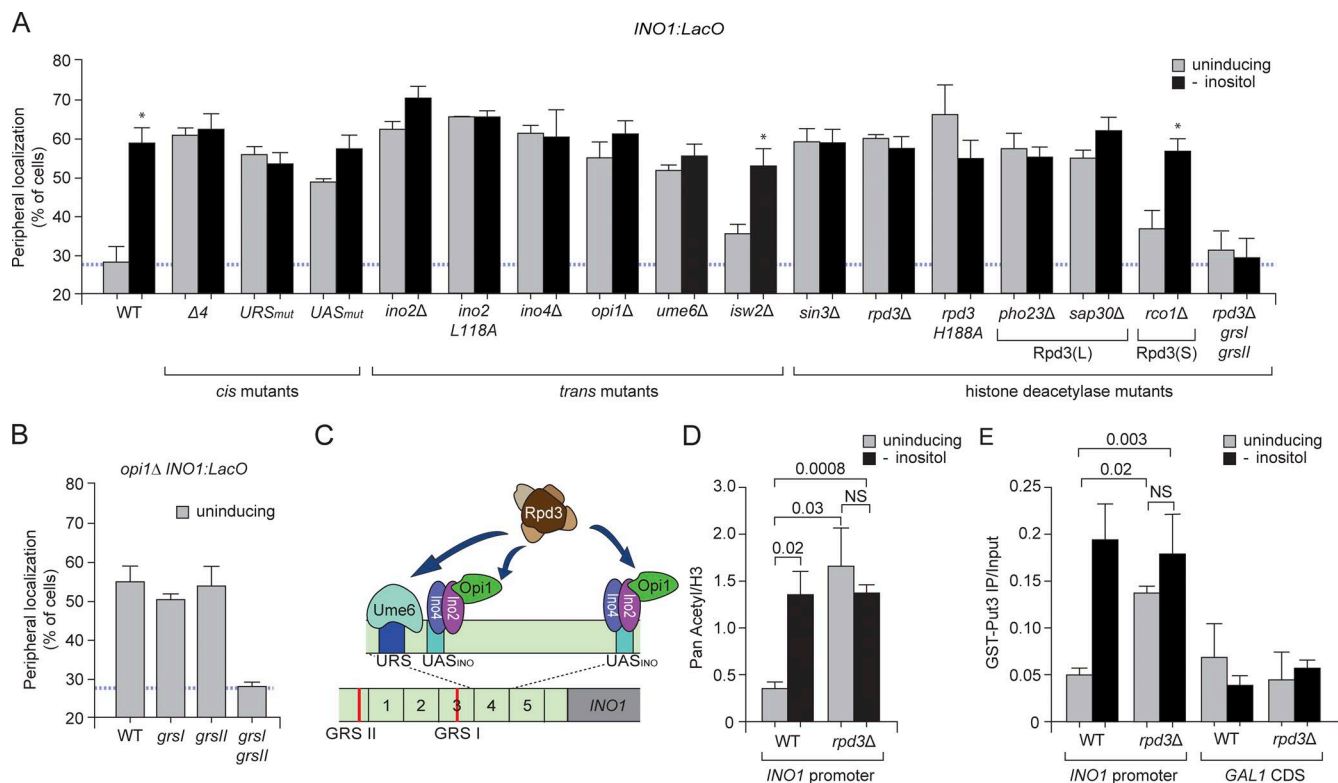 A
INO1:LacO
uninducing
- inositol
Peripheral localization
(% of cells)
80
70
60
50
40
30
20
*
*
*
WT
Δ4
URSmut
UASmut
ino2Δ
ino2
L118A
ino4Δ
opi1Δ
ume6Δ
isw2Δ
sin3Δ
rpd3Δ
rpd3
H188A
pho23Δ
sap30Δ
rco1Δ
rpd3Δ
grsI
grsII
Rpd3(L)
Rpd3(S)
cis mutants
trans mutants
histone deacetylase mutants
B
opi1Δ INO1:LacO
uninducing
Peripheral localization
(% of cells)
80
70
60
50
40
30
20
WT
grsI
grsII
grsI
grsII
C
Rpd3
Ume6
Ino4
Ino2
Opi1
Ino4
Ino2
Opi1
URS
UASINO
UASINO
1
2
3
4
5
INO1
GRS II
GRS I
D
uninducing
- inositol
Pan Acetyl/H3
3.0
2.5
2.0
1.5
1.0
0.5
0
0.0008
NS
0.03
0.02
WT
rpd3Δ
INO1 promoter
E
uninducing
- inositol
GST-Put3 IP/Input
0.25
0.20
0.15
0.10
0.05
0
0.003
0.02
NS
WT
rpd3Δ
WT
rpd3Δ
INO1 promoter
GAL1 CDS